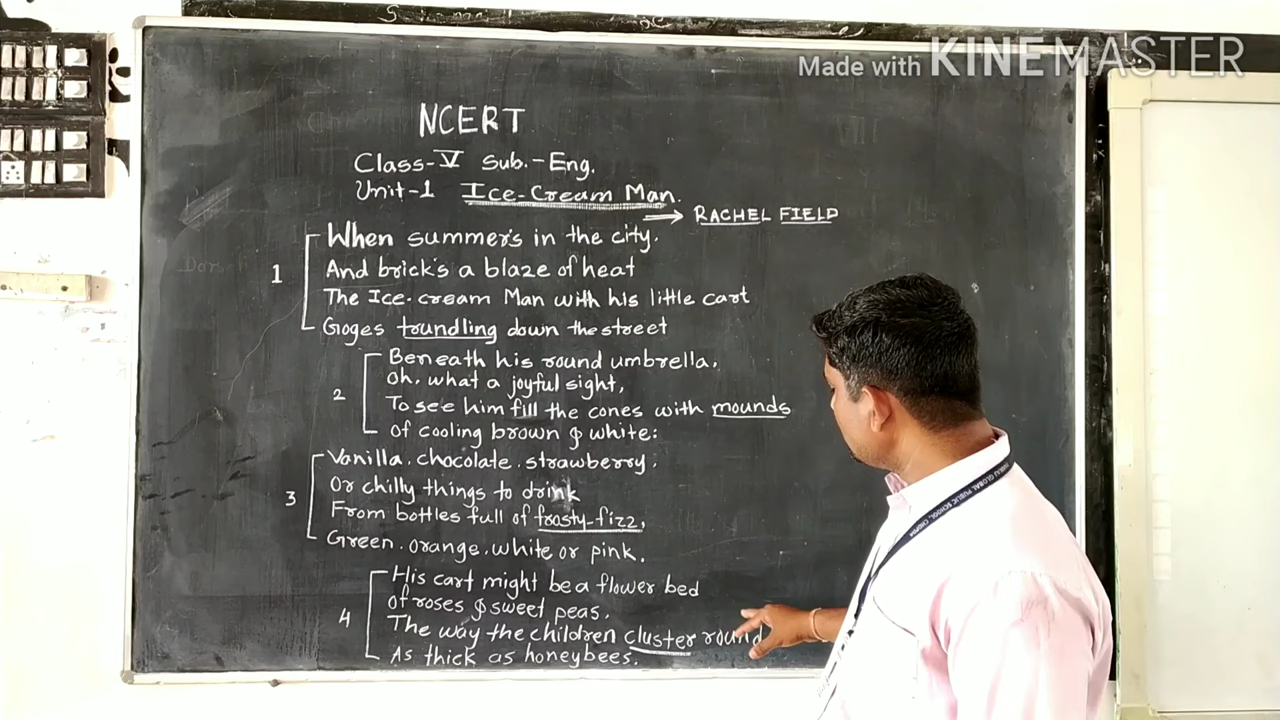 Made with KINEMASTER
NCERT
Class-V Sub.-Eng.
Unit-1 Ice-Cream Man.
→ RACHEL FIELD
1
When summer's in the city,
And brick's a blaze of heat
The Ice-cream Man with his little cart
Goges trundling down the street
2
Beneath his round umbrella,
Oh, what a joyful sight,
To see him fill the cones with mounds
Of cooling brown & white:
3
Vanilla, chocolate, strawberry,
Or chilly things to drink
From bottles full of frosty-fizz,
Green, orange, white or pink.
4
His cart might be a flower bed
Of roses & sweet peas,
The way the children cluster round
As thick as honeybees.